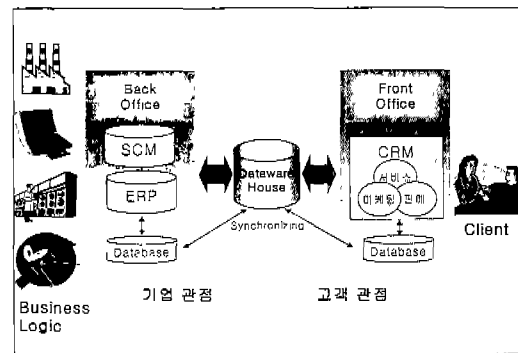 Back
Office
SCM
ERP
Database
기업 관점
Business
Logic
Dateware
House
Synchronizing
Front
Office
CRM
서비스
마케팅 판매
Database
고객 관점
Client